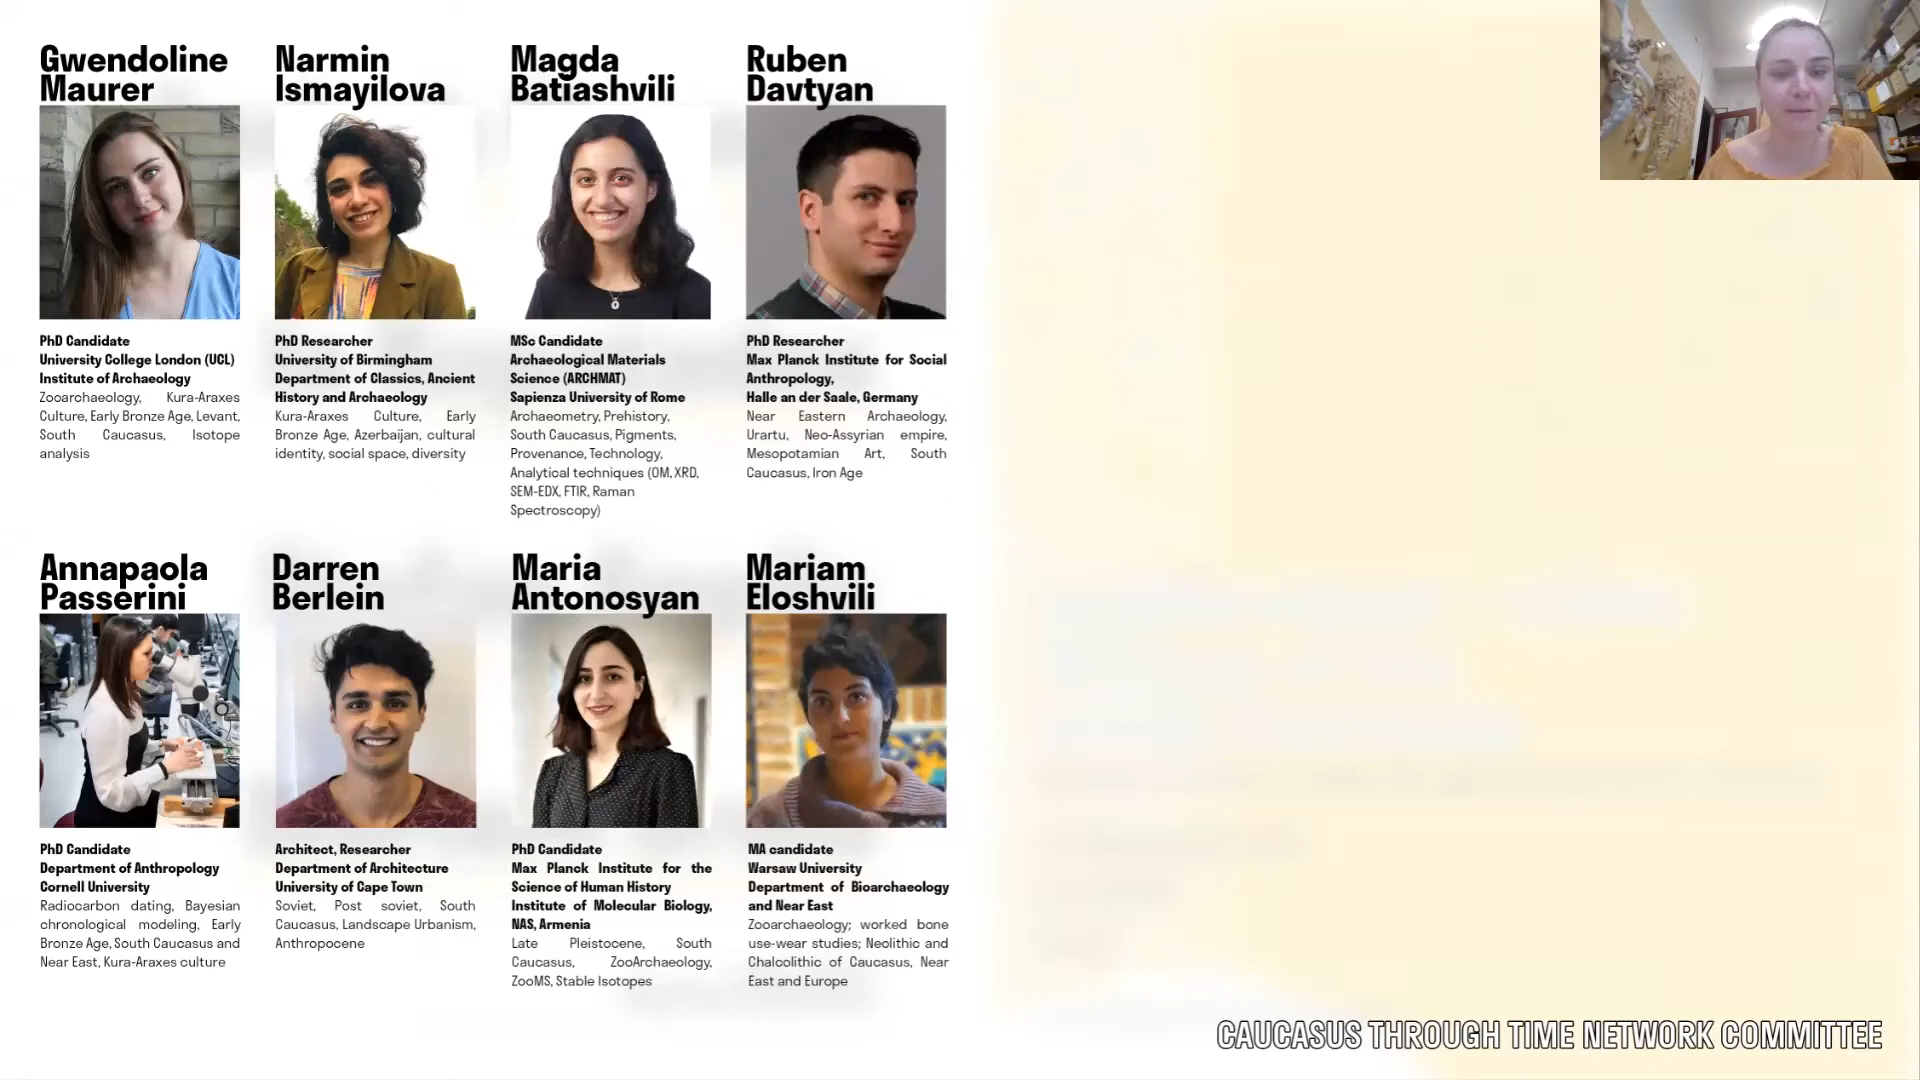 Gwendoline
Maurer
PhD Candidate
University College London (UCL)
Institute of Archaeology
Zooarchaeology, Kura-Araxes
Culture, Early Bronze Age, Levant,
South Caucasus, Isotope
analysis
Narmin
Ismayilova
PhD Researcher
University of Birmingham
Department of Classics, Ancient
History and Archaeology
Kura-Araxes Culture, Early
Bronze Age, Azerbaijan, cultural
identity, social space, diversity
Magda
Batiashvili
MSc Candidate
Archaeological Materials
Science (ARCHMAT)
Sapienza University of Rome
Archaeometry, Prehistory,
South Caucasus, Pigments,
Provenance, Technology,
Analytical techniques (OM, XRD,
SEM-EDX, FTIR, Raman
Spectroscopy)
Ruben
Davtyan
PhD Researcher
Max Planck Institute for Social
Anthropology,
Halle an der Saale, Germany
Near Eastern Archaeology,
Urartu, Neo-Assyrian empire,
Mesopotamian Art, South
Caucasus, Iron Age
Annapaola
Passerini
PhD Candidate
Department of Anthropology
Cornell University
Radiocarbon dating, Bayesian
chronological modeling, Early
Bronze Age, South Caucasus and
Near East, Kura-Araxes culture
Darren
Berlein
Architect, Researcher
Department of Architecture
University of Cape Town
Soviet, Post soviet, South
Caucasus, Landscape Urbanism,
Anthropocene
Maria
Antonosyan
PhD Candidate
Max Planck Institute for the
Science of Human History
Institute of Molecular Biology,
NAS, Armenia
Late Pleistocene, South
Caucasus, ZooArchaeology,
ZooMS, Stable Isotopes
Mariam
Eloshvili
MA candidate
Warsaw University
Department of Bioarchaeology
and Near East
Zooarchaeology; worked bone
use-wear studies; Neolithic and
Chalcolithic of Caucasus, Near
East and Europe
CAUCASUS THROUGH TIME NETWORK COMMITTEE